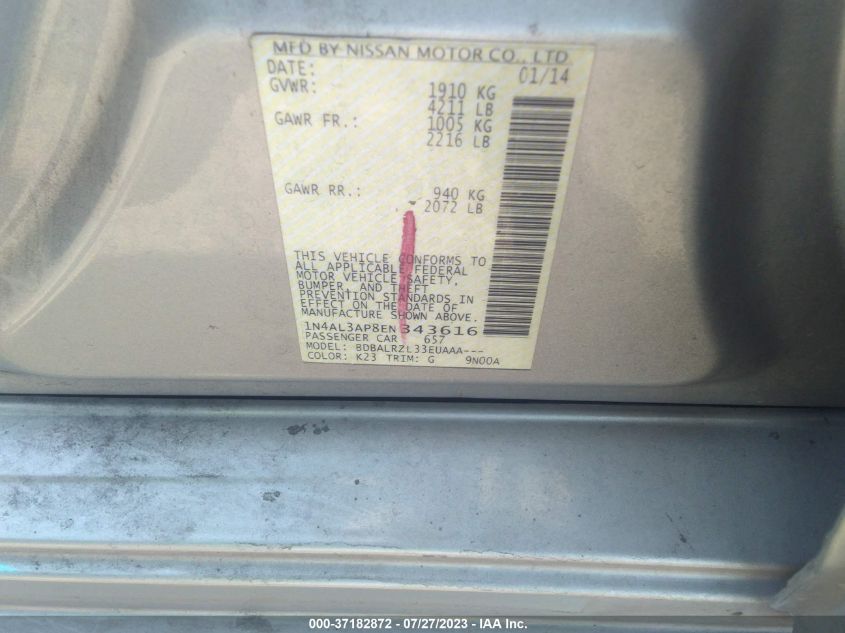 MFD BY NISSAN MOTOR CO., LTD.
DATE: 01/14
GVWR: 1910 KG
4211 LB
GAWR FR.: 1005 KG
2216 LB
GAWR RR.: 940 KG
2072 LB
THIS VEHICLE CONFORMS TO
ALL APPLICABLE FEDERAL
MOTOR VEHICLE SAFETY,
BUMPER, AND THEFT
PREVENTION STANDARDS IN
EFFECT ON THE DATE OF
MANUFACTURE SHOWN ABOVE.
1N4AL3AP8EN 343616
PASSENGER CAR 657
MODEL: BDBALRZL33EUAAA---
COLOR: K23 TRIM: G 9N00A
000-37182872 / 07/27/2023 - IAA Inc.